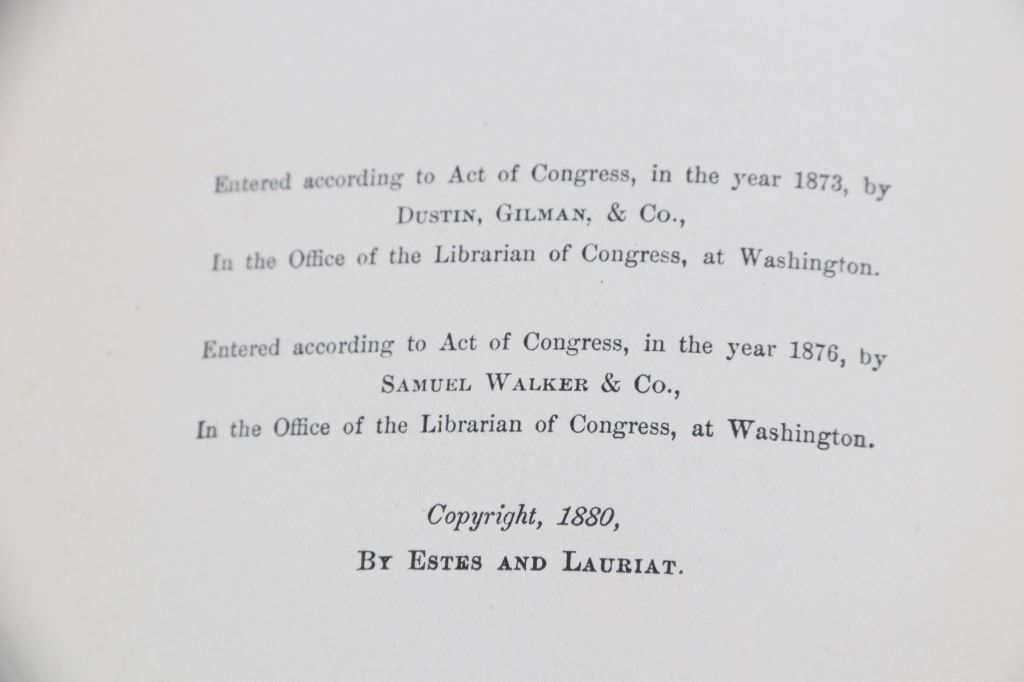 Entered according to Act of Congress, in the year 1873, by
DUSTIN, GILMAN, & CO.,
In the Office of the Librarian of Congress, at Washington.
Entered according to Act of Congress, in the year 1876, by
SAMUEL WALKER & CO.,
In the Office of the Librarian of Congress, at Washington.
Copyright, 1880,
BY ESTES AND LAURIAT.